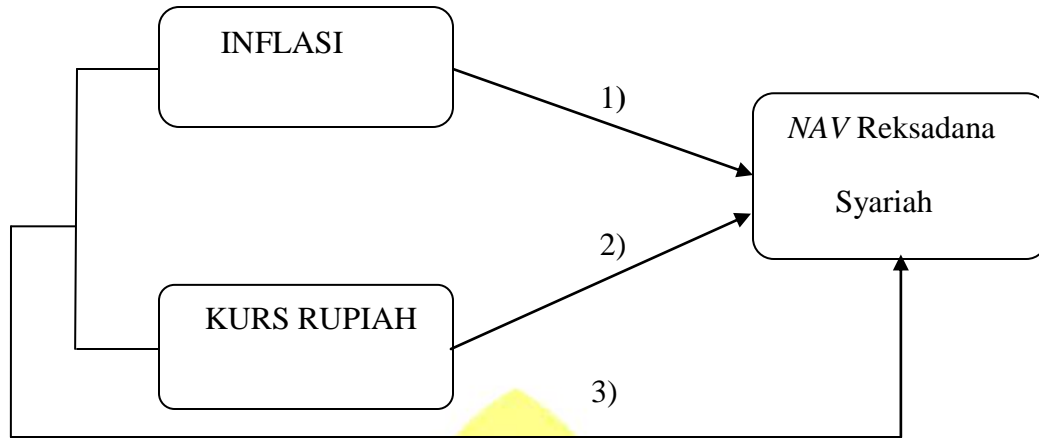 INFLASI
1)
NAV Reksadana
Syariah
2)
KURS RUPIAH
3)